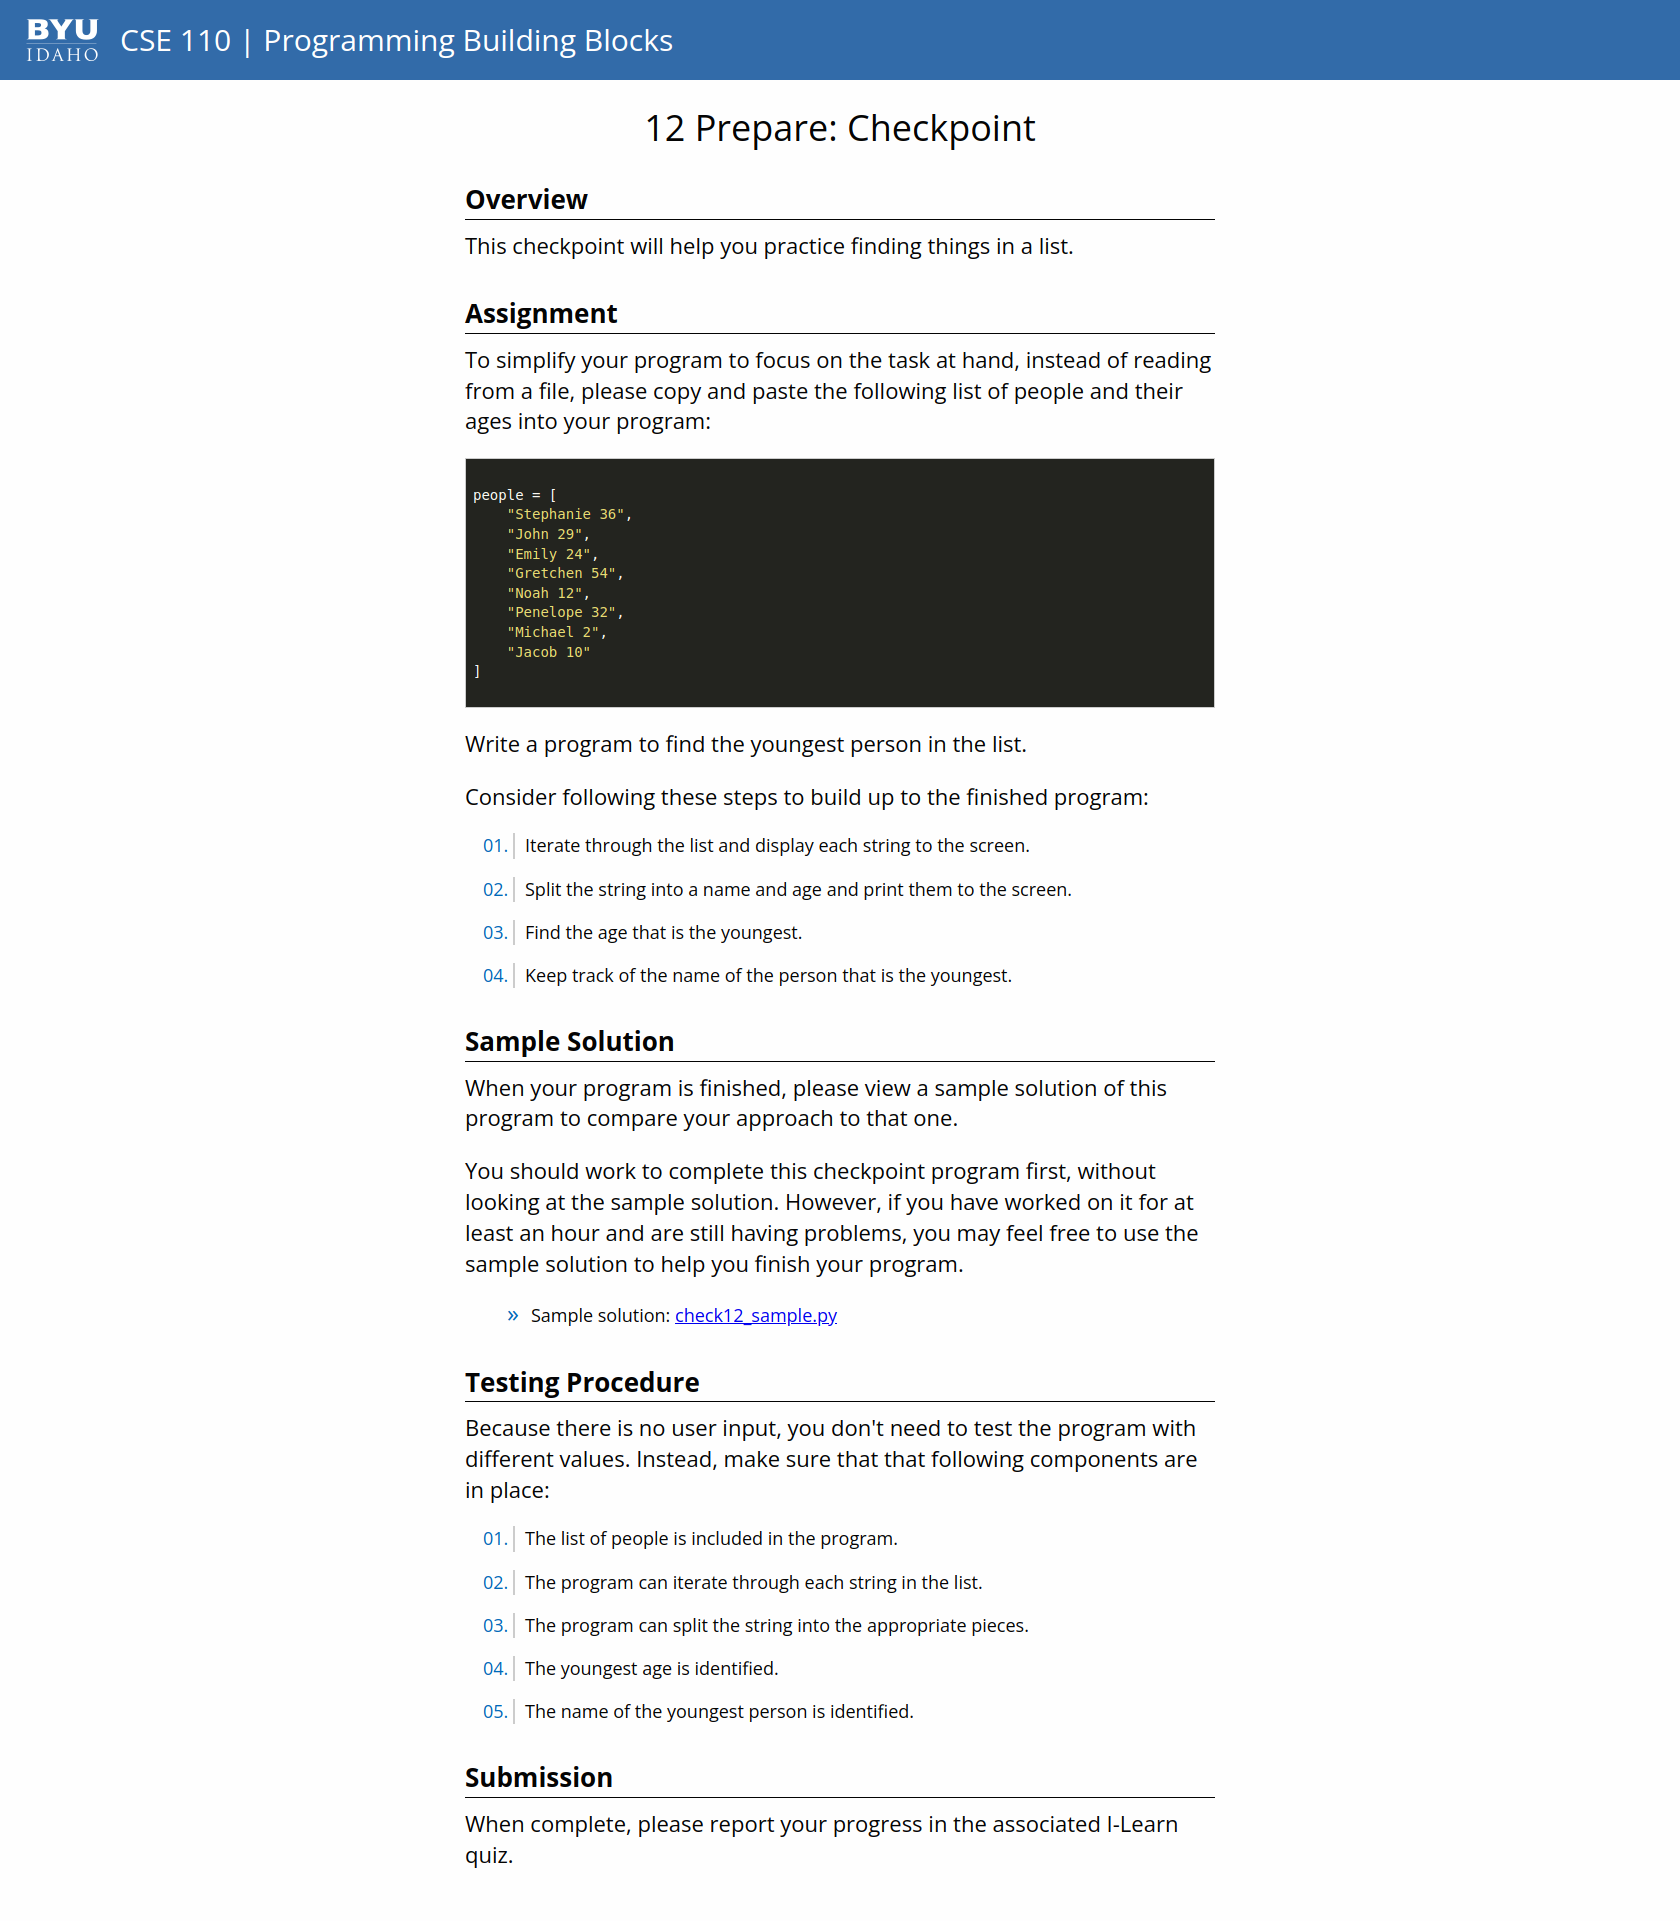 BYU
IDAHO
CSE 110 | Programming Building Blocks
12 Prepare: Checkpoint
Overview
This checkpoint will help you practice finding things in a list.
Assignment
To simplify your program to focus on the task at hand, instead of reading
from a file, please copy and paste the following list of people and their
ages into your program:
people = [
    "Stephanie 36",
    "John 29",
    "Emily 24",
    "Gretchen 54",
    "Noah 12",
    "Penelope 32",
    "Michael 2",
    "Jacob 10"
]
Write a program to find the youngest person in the list.
Consider following these steps to build up to the finished program:
01. Iterate through the list and display each string to the screen.
02. Split the string into a name and age and print them to the screen.
03. Find the age that is the youngest.
04. Keep track of the name of the person that is the youngest.
Sample Solution
When your program is finished, please view a sample solution of this
program to compare your approach to that one.
You should work to complete this checkpoint program first, without
looking at the sample solution. However, if you have worked on it for at
least an hour and are still having problems, you may feel free to use the
sample solution to help you finish your program.
» Sample solution: check12_sample.py
Testing Procedure
Because there is no user input, you don't need to test the program with
different values. Instead, make sure that that following components are
in place:
01. The list of people is included in the program.
02. The program can iterate through each string in the list.
03. The program can split the string into the appropriate pieces.
04. The youngest age is identified.
05. The name of the youngest person is identified.
Submission
When complete, please report your progress in the associated I-Learn
quiz.